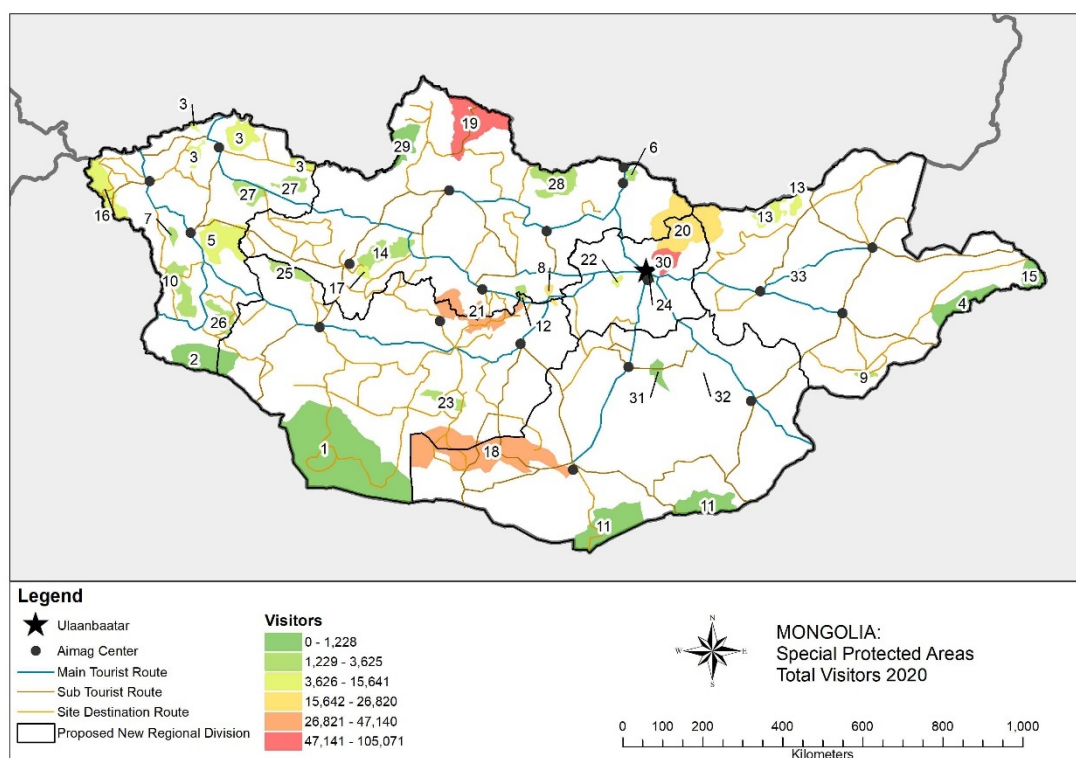 3
19
3
6
3
29
3
28
13
27
27
13
16
20
7
5
14
8
22
30
33
25
17
15
10
24
4
21
26
12
2
9
31
32
23
1
18
11
11
Legend
Ulaanbaatar
Aimag Center
Main Tourist Route
Sub Tourist Route
Site Destination Route
Proposed New Regional Division
Visitors
0 - 1,228
1,229 - 3,625
3,626 - 15,641
15,642 - 26,820
26,821 - 47,140
47,141 - 105,071
N
W E
S
MONGOLIA:
Special Protected Areas
Total Visitors 2020
0 100 200 400 600 800 1,000
Kilometers